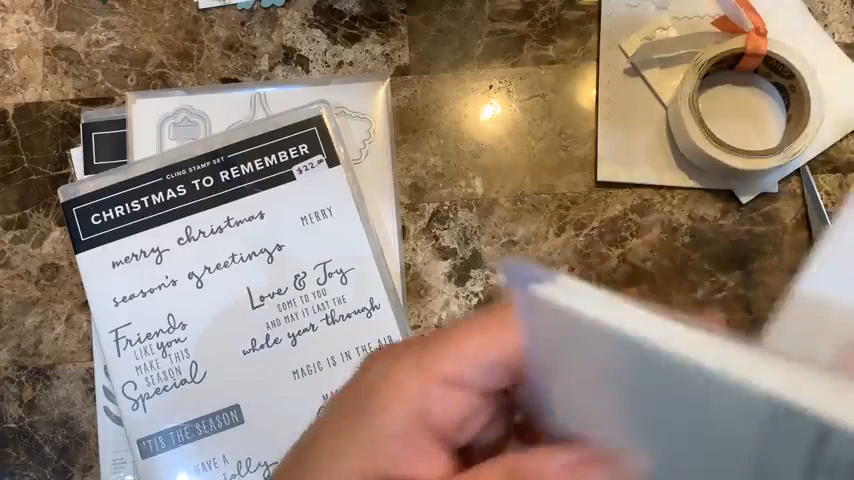 CLING STAMP SET
CHRISTMAS TO REMEMBER
$22.00
merry christmas
MERRY
season's greetings
Love & Joy
COME TO YOU
AND MAY IT LAST THE
whole year through
Friends
LIKE YOU
MAKE THIS
SEASON
Special
MAGIC IS IN THE AIR
'TIS THE SEASON
HAVE A
jolly